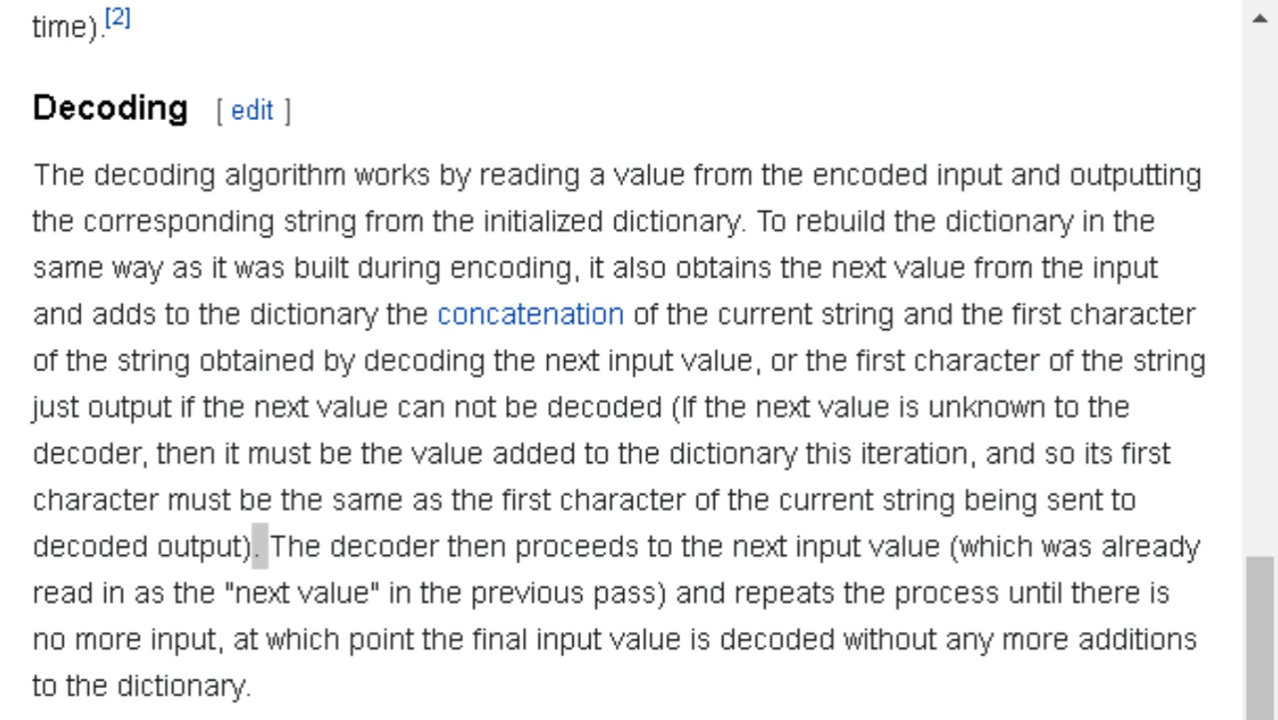 time).[2]
Decoding [ edit ]
The decoding algorithm works by reading a value from the encoded input and outputting
the corresponding string from the initialized dictionary. To rebuild the dictionary in the
same way as it was built during encoding, it also obtains the next value from the input
and adds to the dictionary the concatenation of the current string and the first character
of the string obtained by decoding the next input value, or the first character of the string
just output if the next value can not be decoded (If the next value is unknown to the
decoder, then it must be the value added to the dictionary this iteration, and so its first
character must be the same as the first character of the current string being sent to
decoded output). The decoder then proceeds to the next input value (which was already
read in as the "next value" in the previous pass) and repeats the process until there is
no more input, at which point the final input value is decoded without any more additions
to the dictionary.